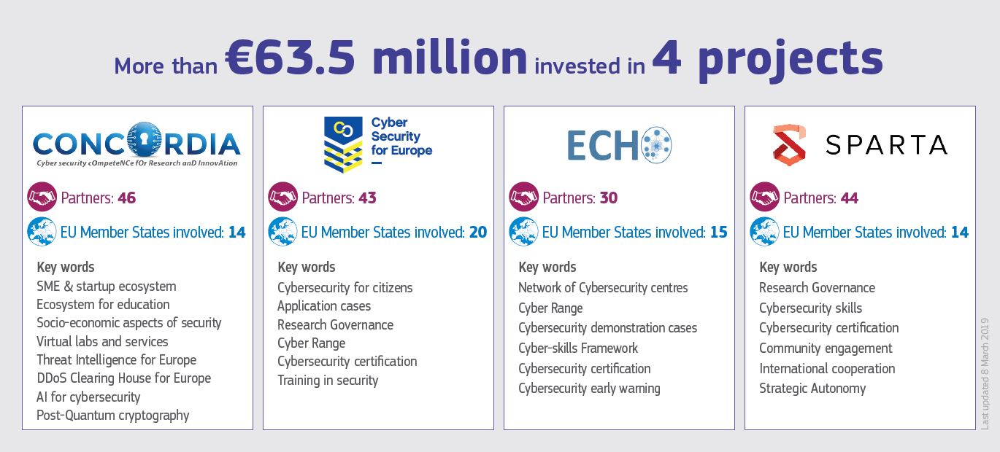 More than €63.5 million invested in 4 projects
CONCORDIA
Cyber security cOmpeteNCe fOr Research anD InnovAtion
Partners: 46
EU Member States involved: 14
Key words
SME & startup ecosystem
Ecosystem for education
Socio-economic aspects of security
Virtual labs and services
Threat Intelligence for Europe
DDoS Clearing House for Europe
AI for cybersecurity
Post-Quantum cryptography
Cyber
Security
for Europe
Partners: 43
EU Member States involved: 20
Key words
Cybersecurity for citizens
Application cases
Research Governance
Cyber Range
Cybersecurity certification
Training in security
ECHO
Partners: 30
EU Member States involved: 15
Key words
Network of Cybersecurity centres
Cyber Range
Cybersecurity demonstration cases
Cyber-skills Framework
Cybersecurity certification
Cybersecurity early warning
SPARTA
Partners: 44
EU Member States involved: 14
Key words
Research Governance
Cybersecurity skills
Cybersecurity certification
Community engagement
International cooperation
Strategic Autonomy
Last updated 8 March 2019